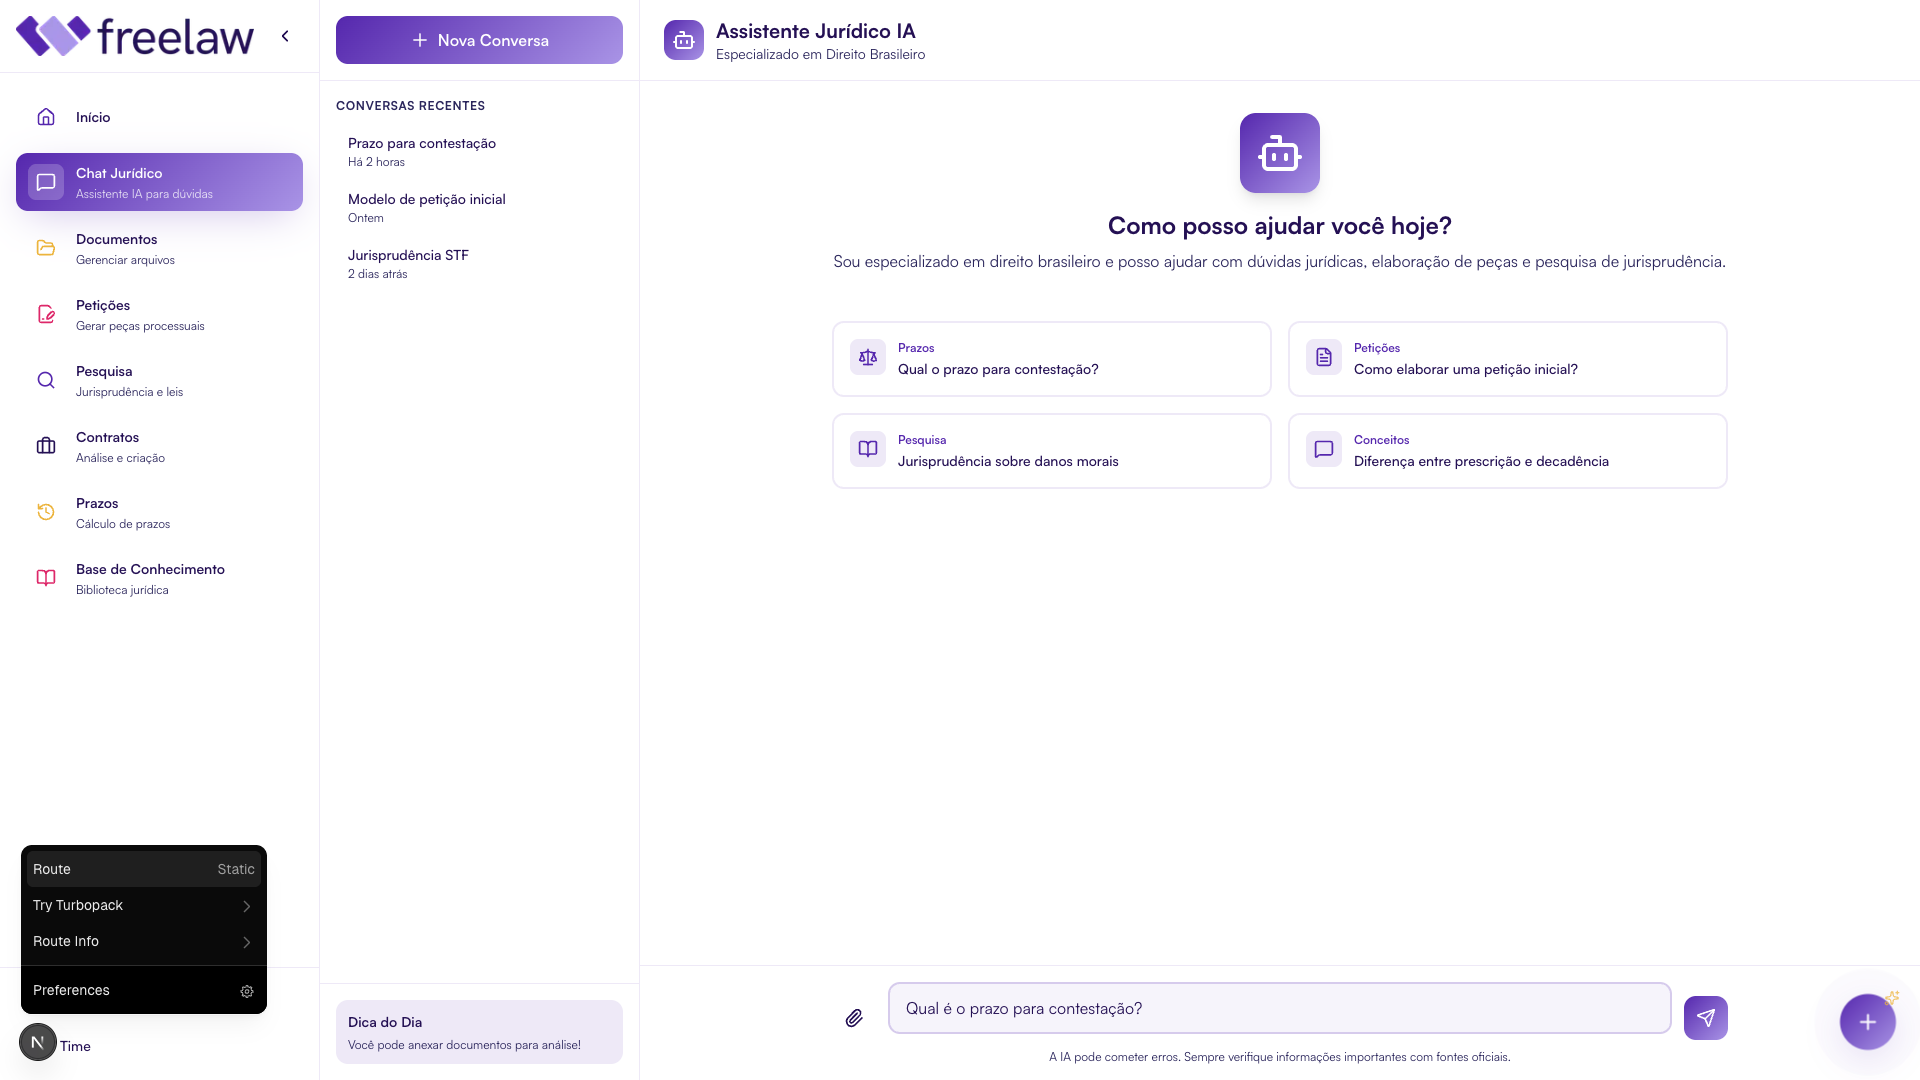 freelaw
Início
Chat Jurídico
Assistente IA para dúvidas
Documentos
Gerenciar arquivos
Petições
Gerar peças processuais
Pesquisa
Jurisprudência e leis
Contratos
Análise e criação
Prazos
Cálculo de prazos
Base de Conhecimento
Biblioteca jurídica
Route Static
Try Turbopack
Route Info
Preferences
N
Time
Nova Conversa
CONVERSAS RECENTES
Prazo para contestação
Há 2 horas
Modelo de petição inicial
Ontem
Jurisprudência STF
2 dias atrás
Dica do Dia
Você pode anexar documentos para análise!
Assistente Jurídico IA
Especializado em Direito Brasileiro
Como posso ajudar você hoje?
Sou especializado em direito brasileiro e posso ajudar com dúvidas jurídicas, elaboração de peças e pesquisa de jurisprudência.
Prazos
Qual o prazo para contestação?
Petições
Como elaborar uma petição inicial?
Pesquisa
Jurisprudência sobre danos morais
Conceitos
Diferença entre prescrição e decadência
Qual é o prazo para contestação?
A IA pode cometer erros. Sempre verifique informações importantes com fontes oficiais.